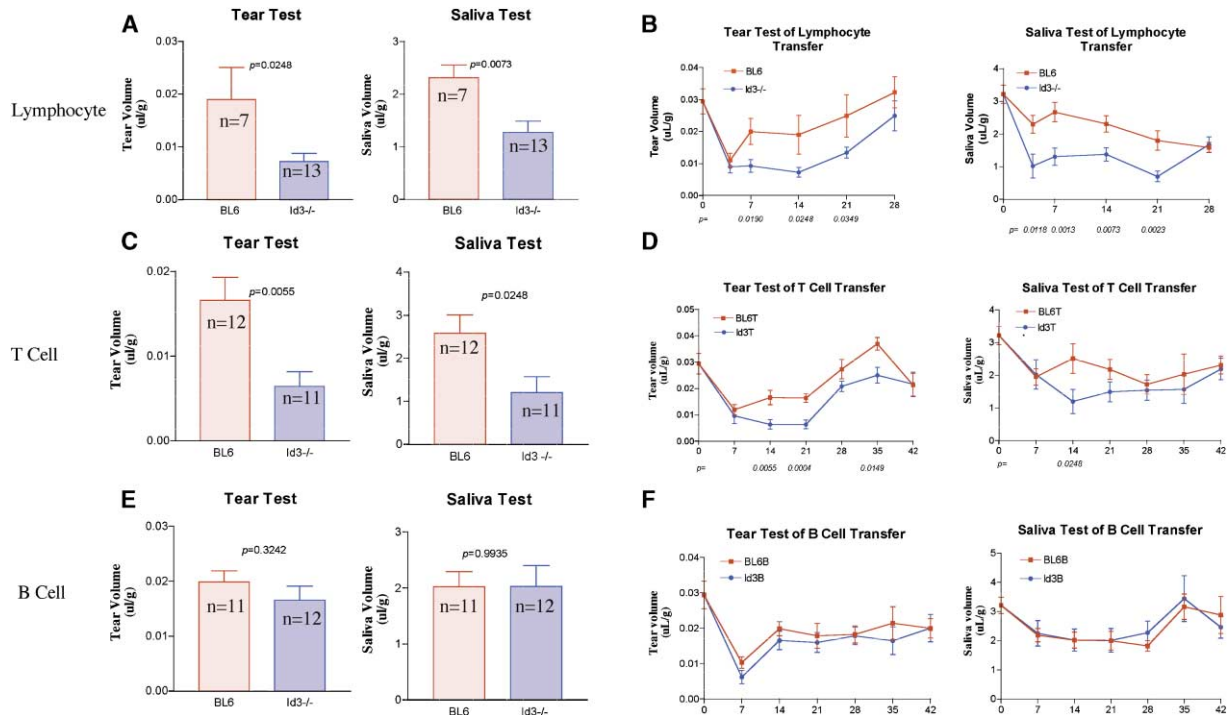 A
Tear Test
Tear Volume
(ul/g)
0.03
0.02
0.01
0.00
p=0.0248
n=7
n=13
BL6
Id3-/-
Saliva Test
Saliva Volume
(ul/g)
3
2
1
0
p=0.0073
n=7
n=13
BL6
Id3-/-
Lymphocyte
B
Tear Test of Lymphocyte
Transfer
BL6
Id3-/-
Tear Volume
(uL/g)
0.04
0.03
0.02
0.01
0.00
0 7 14 21 28
p= 0.0190 0.0248 0.0349
Saliva Test of Lymphocyte
Transfer
BL6
Id3-/-
Saliva Volume
(uL/g)
5
4
3
2
1
0
0 7 14 21 28
p= 0.0118 0.0013 0.0073 0.0023
C
Tear Test
Tear Volume
(ul/g)
0.02
0.01
0.00
p=0.0055
n=12
n=11
BL6
Id3-/-
Saliva Test
Saliva Volume
(ul/g)
4
3
2
1
0
p=0.0248
n=12
n=11
BL6
Id3 -/-
T Cell
D
Tear Test of T Cell Transfer
BL6T
Id3T
Tear volume
(uL/g)
0.05
0.04
0.03
0.02
0.01
0.00
0 7 14 21 28 35 42
p= 0.0055 0.0004 0.0149
Saliva Test of T Cell Transfer
BL6T
Id3T
Saliva volume
(uL/g)
4
3
2
1
0
0 7 14 21 28 35 42
p= 0.0248
E
Tear Test
Tear Volume
(ul/g)
0.03
0.02
0.01
0.00
p=0.3242
n=11
n=12
BL6
Id3-/-
Saliva Test
Saliva Volume
(ul/g)
3
2
1
0
p=0.9935
n=11
n=12
BL6
Id3-/-
B Cell
F
Tear Test of B Cell Transfer
BL6B
Id3B
Tear volume
(uL/g)
0.04
0.03
0.02
0.01
0.00
0 7 14 21 28 35 42
Saliva Test of B Cell Transfer
BL6B
Id3B
Saliva volume
(uL/g)
5
4
3
2
1
0
0 7 14 21 28 35 42